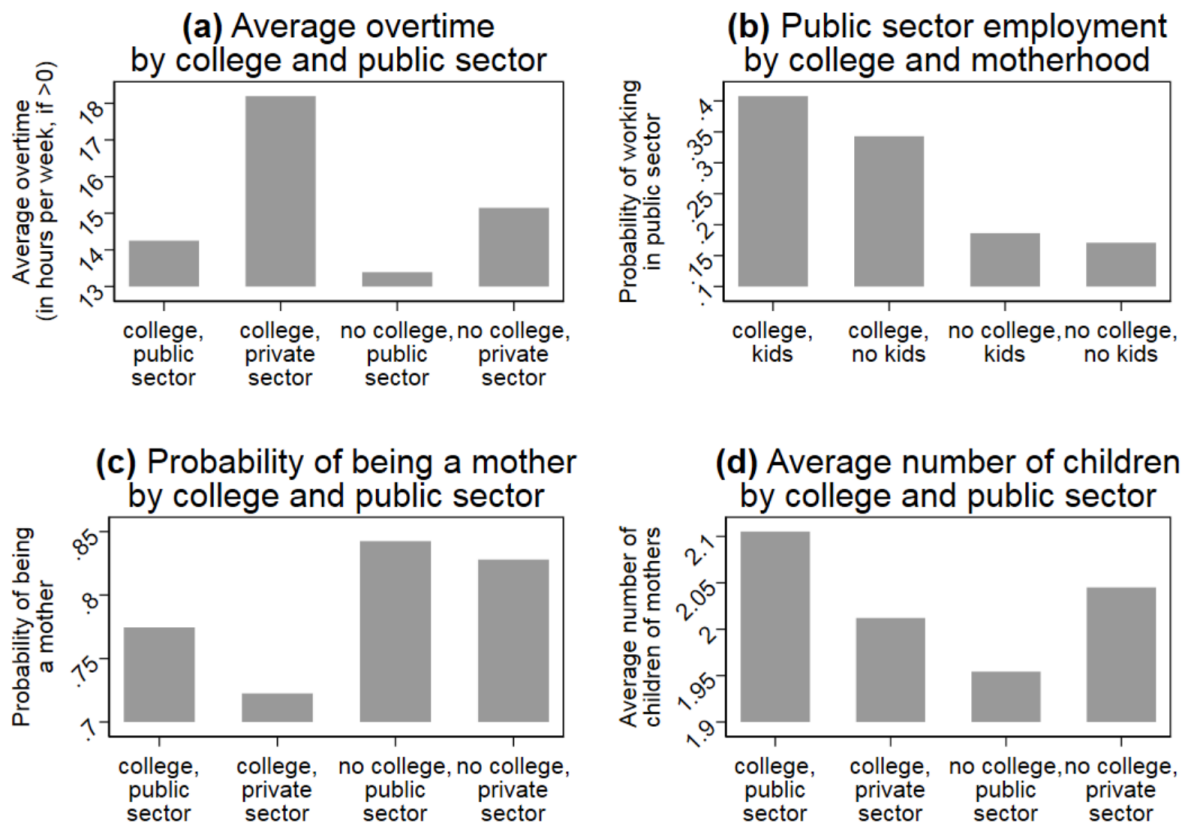 (a) Average overtime
by college and public sector
Average overtime
(in hours per week, if >0)
18
17
16
15
14
13
college, public sector
college, private sector
no college, public sector
no college, private sector
(b) Public sector employment
by college and motherhood
Probability of working
in public sector
.4
.35
.3
.25
.2
.15
.1
college, kids
college, no kids
no college, kids
no college, no kids
(c) Probability of being a mother
by college and public sector
Probability of being
a mother
.85
.8
.75
.7
college, public sector
college, private sector
no college, public sector
no college, private sector
(d) Average number of children
by college and public sector
Average number of
children of mothers
2.1
2.05
2
1.95
1.9
college, public sector
college, private sector
no college, public sector
no college, private sector